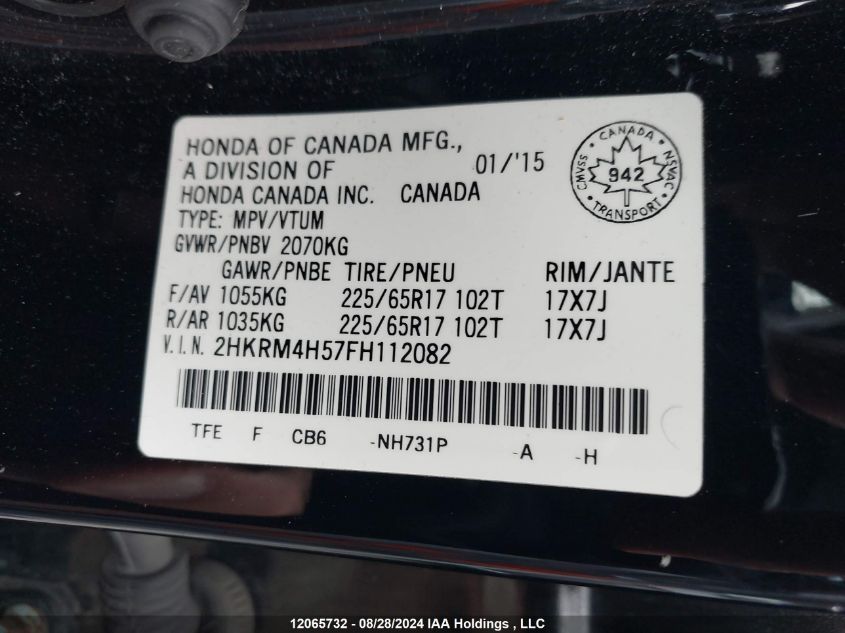 HONDA OF CANADA MFG.,
A DIVISION OF 01/'15
HONDA CANADA INC. CANADA
TYPE: MPV/VTUM
GVWR/PNBV 2070KG
GAWR/PNBE TIRE/PNEU RIM/JANTE
F/AV 1055KG 225/65R17 102T 17X7J
R/AR 1035KG 225/65R17 102T 17X7J
V.I.N. 2HKRM4H57FH112082
TFE F CB6 -NH731P -A -H
CANADA
CMVSS 942 NSVAC
TRANSPORT
12065732 - 08/28/2024 IAA Holdings , LLC